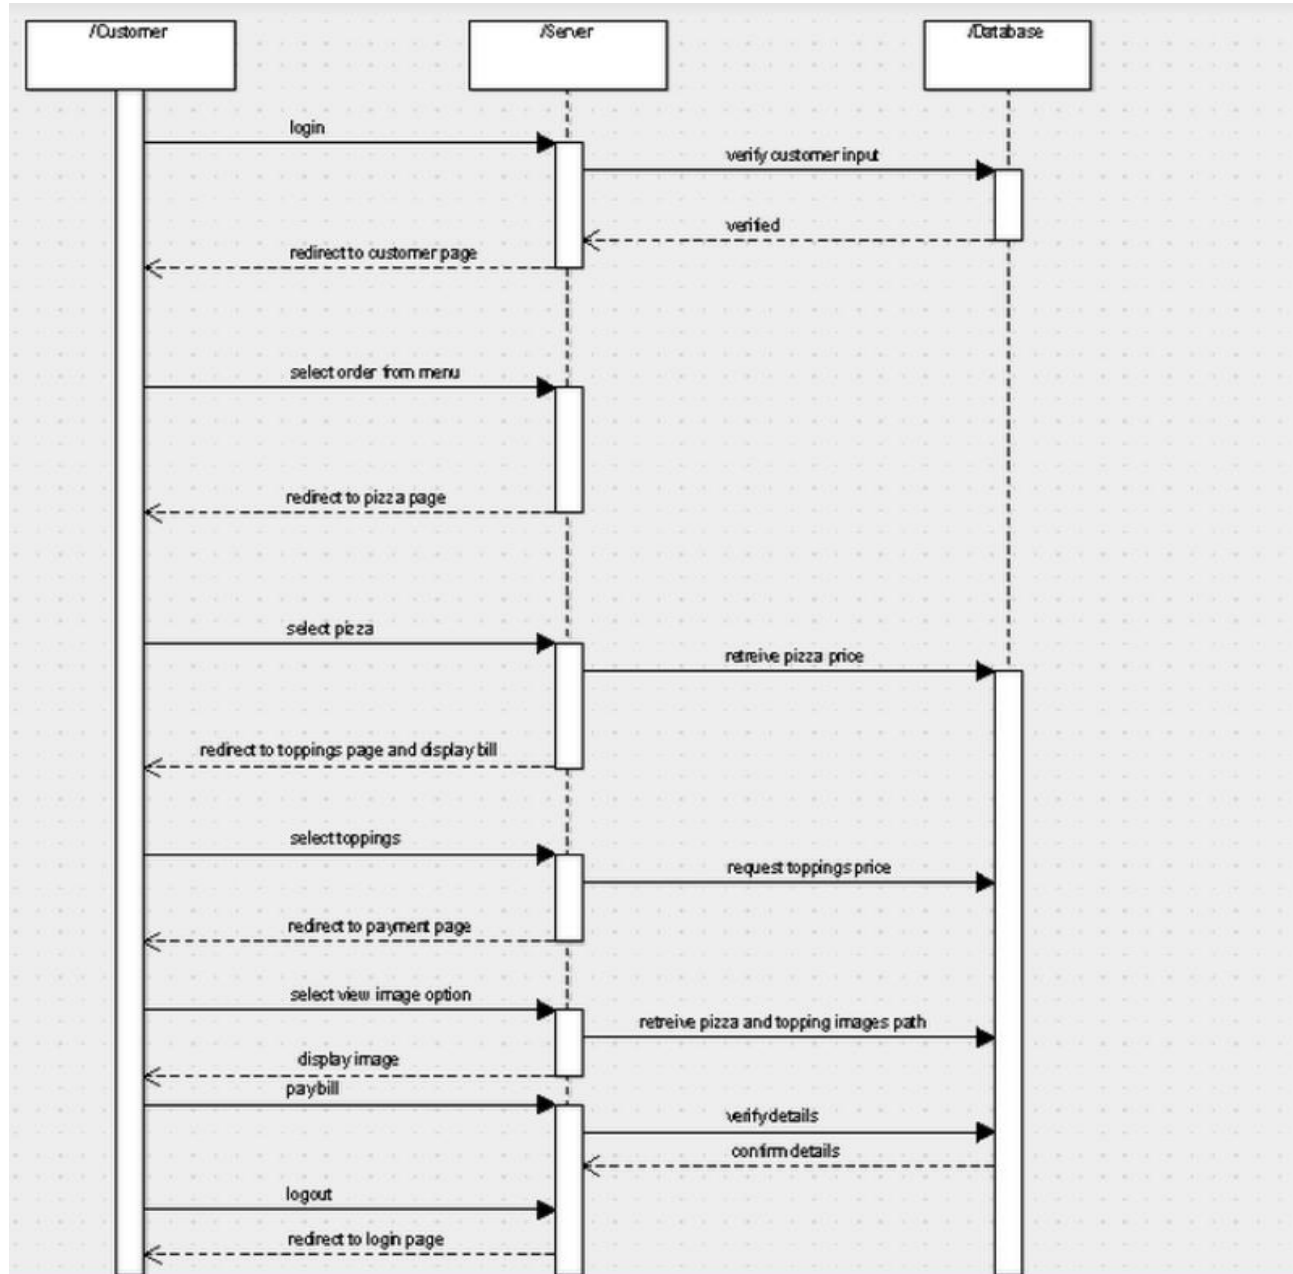 /Customer
/Server
/Database
login
verify customer input
verified
redirect to customer page
select order from menu
redirect to pizza page
select pizza
retreive pizza price
redirect to toppings page and display bill
select toppings
request toppings price
redirect to payment page
select view image option
retreive pizza and topping images path
display image
paybill
verify details
confirm details
logout
redirect to login page